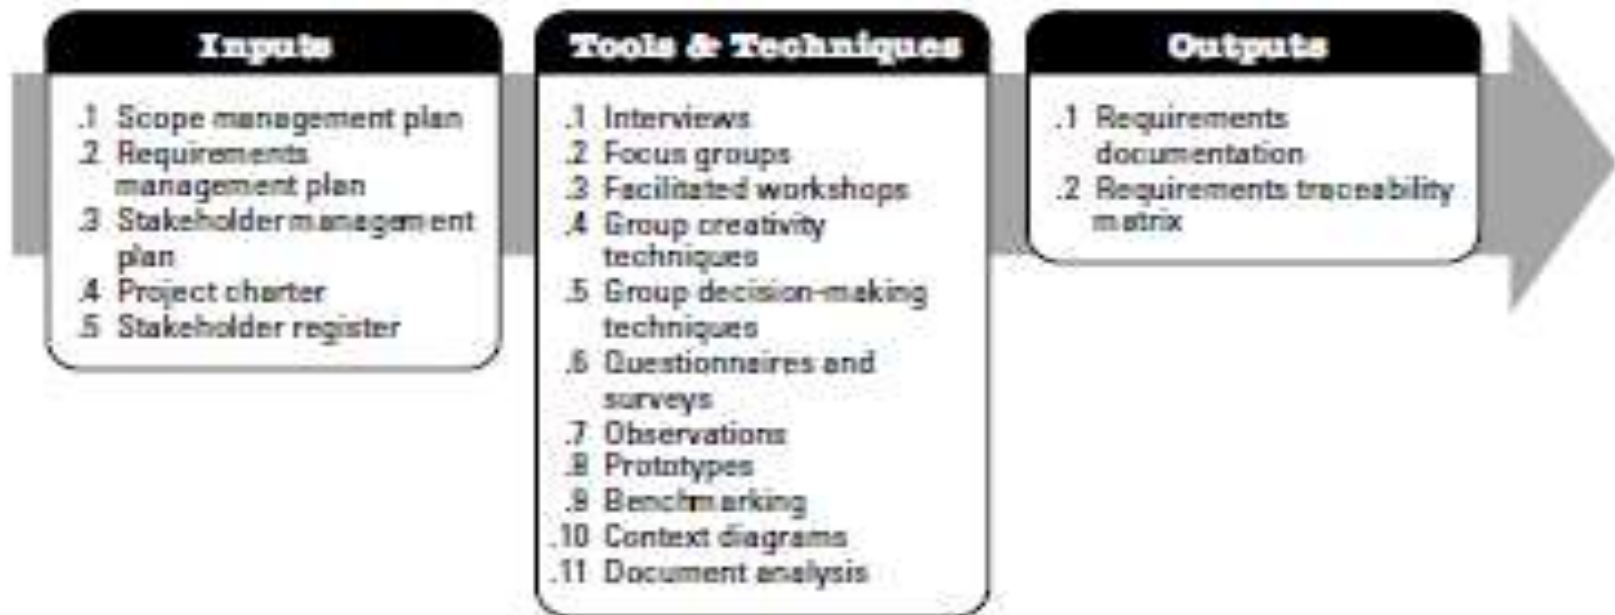 Inputs
.1 Scope management plan
.2 Requirements
management plan
.3 Stakeholder management
plan
.4 Project charter
.5 Stakeholder register
Tools & Techniques
.1 Interviews
.2 Focus groups
.3 Facilitated workshops
.4 Group creativity
techniques
.5 Group decision-making
techniques
.6 Questionnaires and
surveys
.7 Observations
.8 Prototypes
.9 Benchmarking
.10 Context diagrams
.11 Document analysis
Outputs
.1 Requirements
documentation
.2 Requirements traceability
matrix